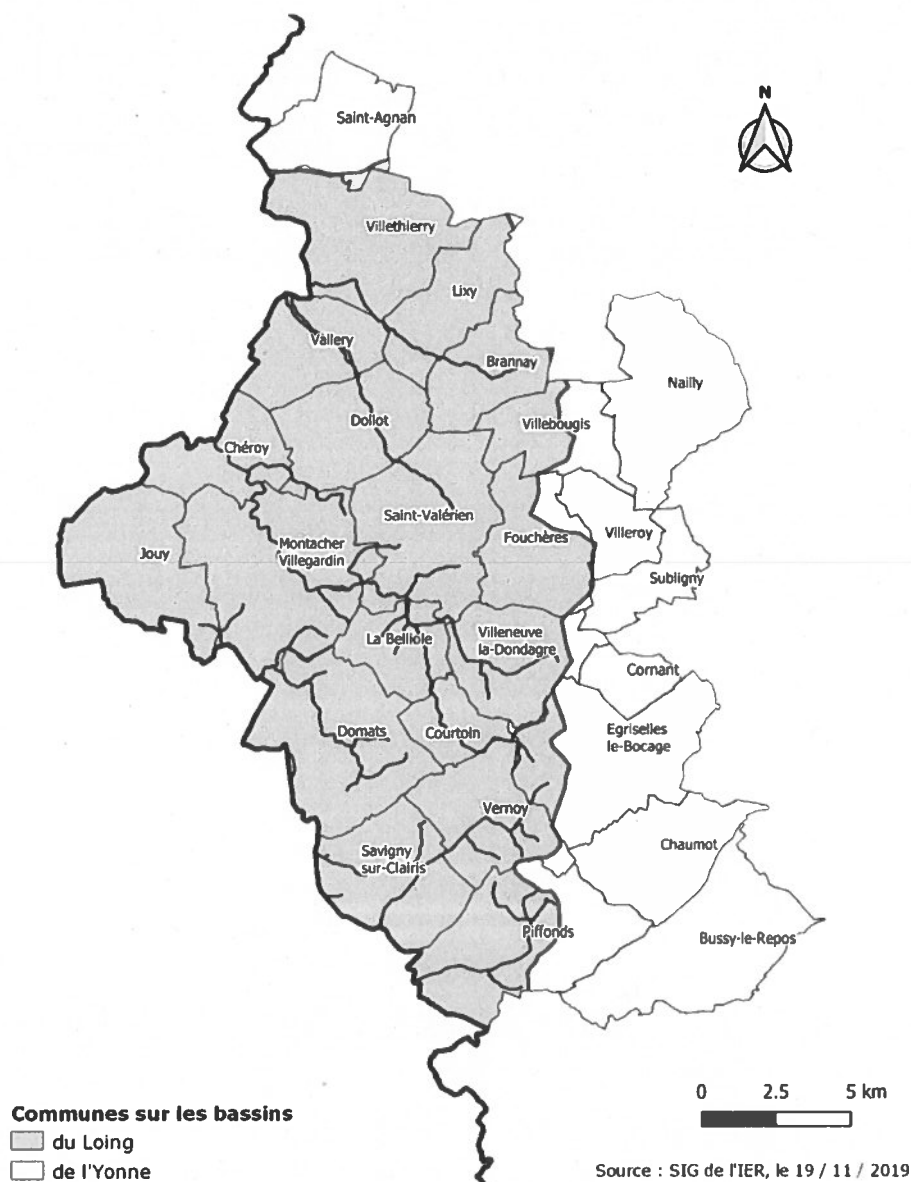 N
Saint-Agnan
Villethierry
Lixy
Vallery
Brannay
Nailly
Dollot
Villebougis
Chéroy
Saint-Valérien
Fouchères
Villeroy
Montacher
Villegardin
Jouy
Subligny
La Belliole
Villeneuve
la-Dondagre
Cornant
Domats
Courtoin
Egriselles
le-Bocage
Vernoy
Chaumot
Savigny
sur-Clairis
Piffonds
Bussy-le-Repos
0 2.5 5 km
Communes sur les bassins
du Loing
de l'Yonne
Source : SIG de l'IER, le 19 / 11 / 2019